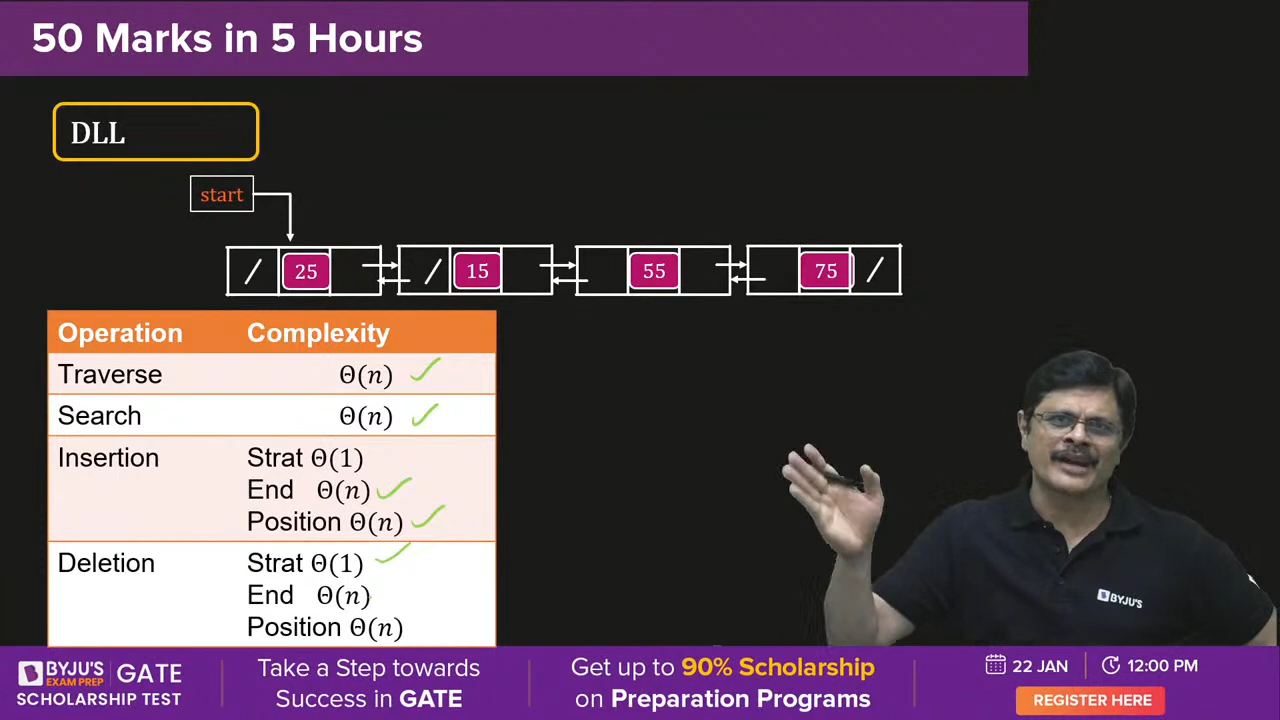 50 Marks in 5 Hours
DLL
start
/ 25 / 15 55 75 /
Operation Complexity
Traverse Θ(n)
Search Θ(n)
Insertion Strat Θ(1)
End Θ(n)
Position Θ(n)
Deletion Strat Θ(1)
End Θ(n)
Position Θ(n)
BYJU'S
BYJU'S EXAM PREP GATE
SCHOLARSHIP TEST
Take a Step towards
Success in GATE
Get up to 90% Scholarship
on Preparation Programs
22 JAN 12:00 PM
REGISTER HERE